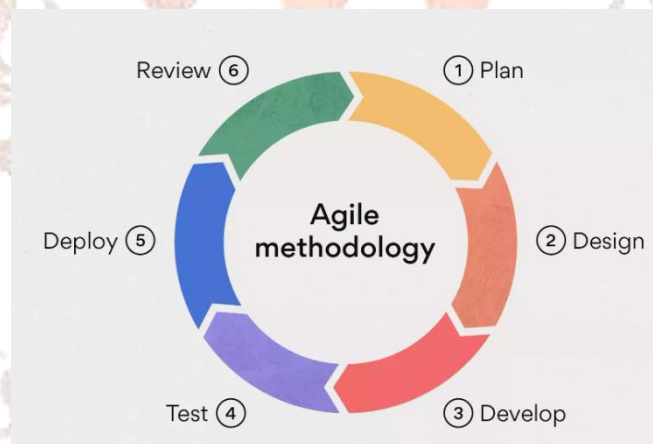 Agile
methodology
1 Plan
2 Design
3 Develop
Test 4
Deploy 5
Review 6